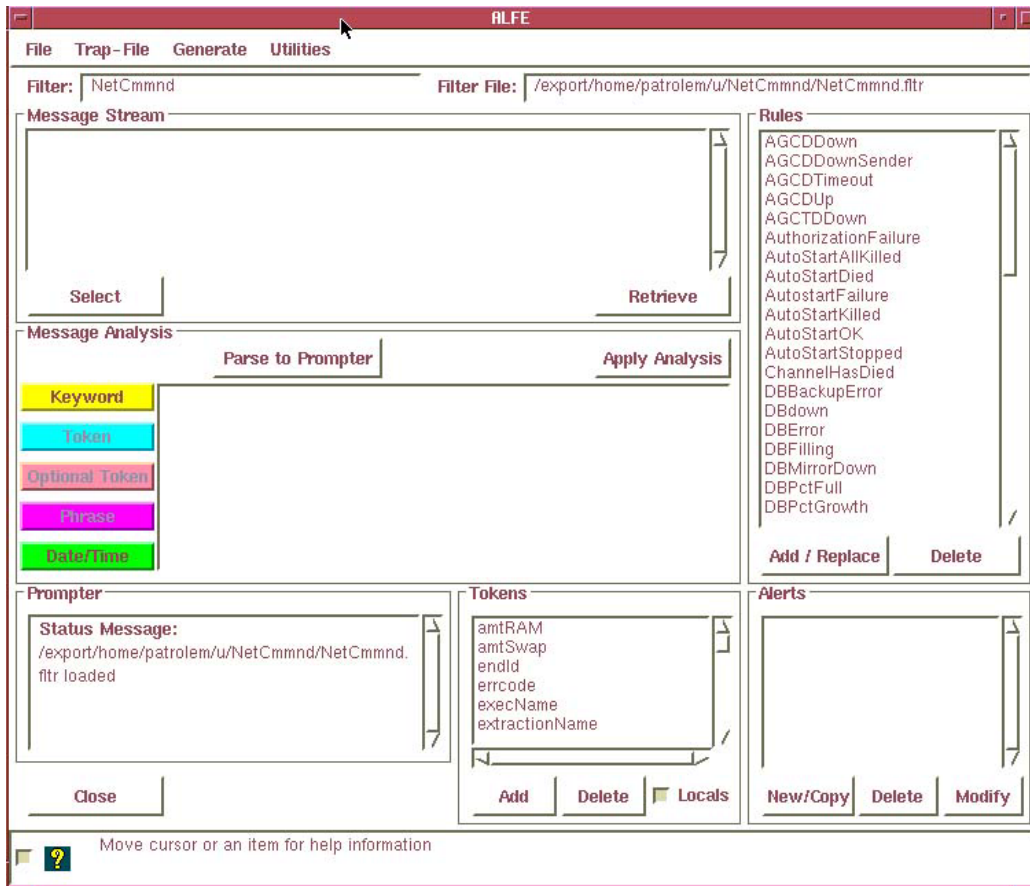 ALFE
File Trap-File Generate Utilities
Filter: NetCmmnd Filter File: /export/home/patrolem/u/NetCmmnd/NetCmmnd.fltr
Message Stream
Select Retrieve
Rules
AGCDDown
AGCDDownSender
AGCDTimeout
AGCDUp
AGCTDDown
AuthorizationFailure
AutoStartAllKilled
AutoStartDied
AutostartFailure
AutoStartKilled
AutoStartOK
AutoStartStopped
ChannelHasDied
DBBackupError
DBdown
DBError
DBFilling
DBMirrorDown
DBPctFull
DBPctGrowth
Add / Replace Delete
Message Analysis
Parse to Prompter Apply Analysis
Keyword
Token
Optional Token
Phrase
Date/Time
Prompter
Status Message:
/export/home/patrolem/u/NetCmmnd/NetCmmnd.
fltr loaded
Close
Tokens
amtRAM
amtSwap
endId
errcode
execName
extractionName
Add Delete Locals
Alerts
New/Copy Delete Modify
? Move cursor or an item for help information